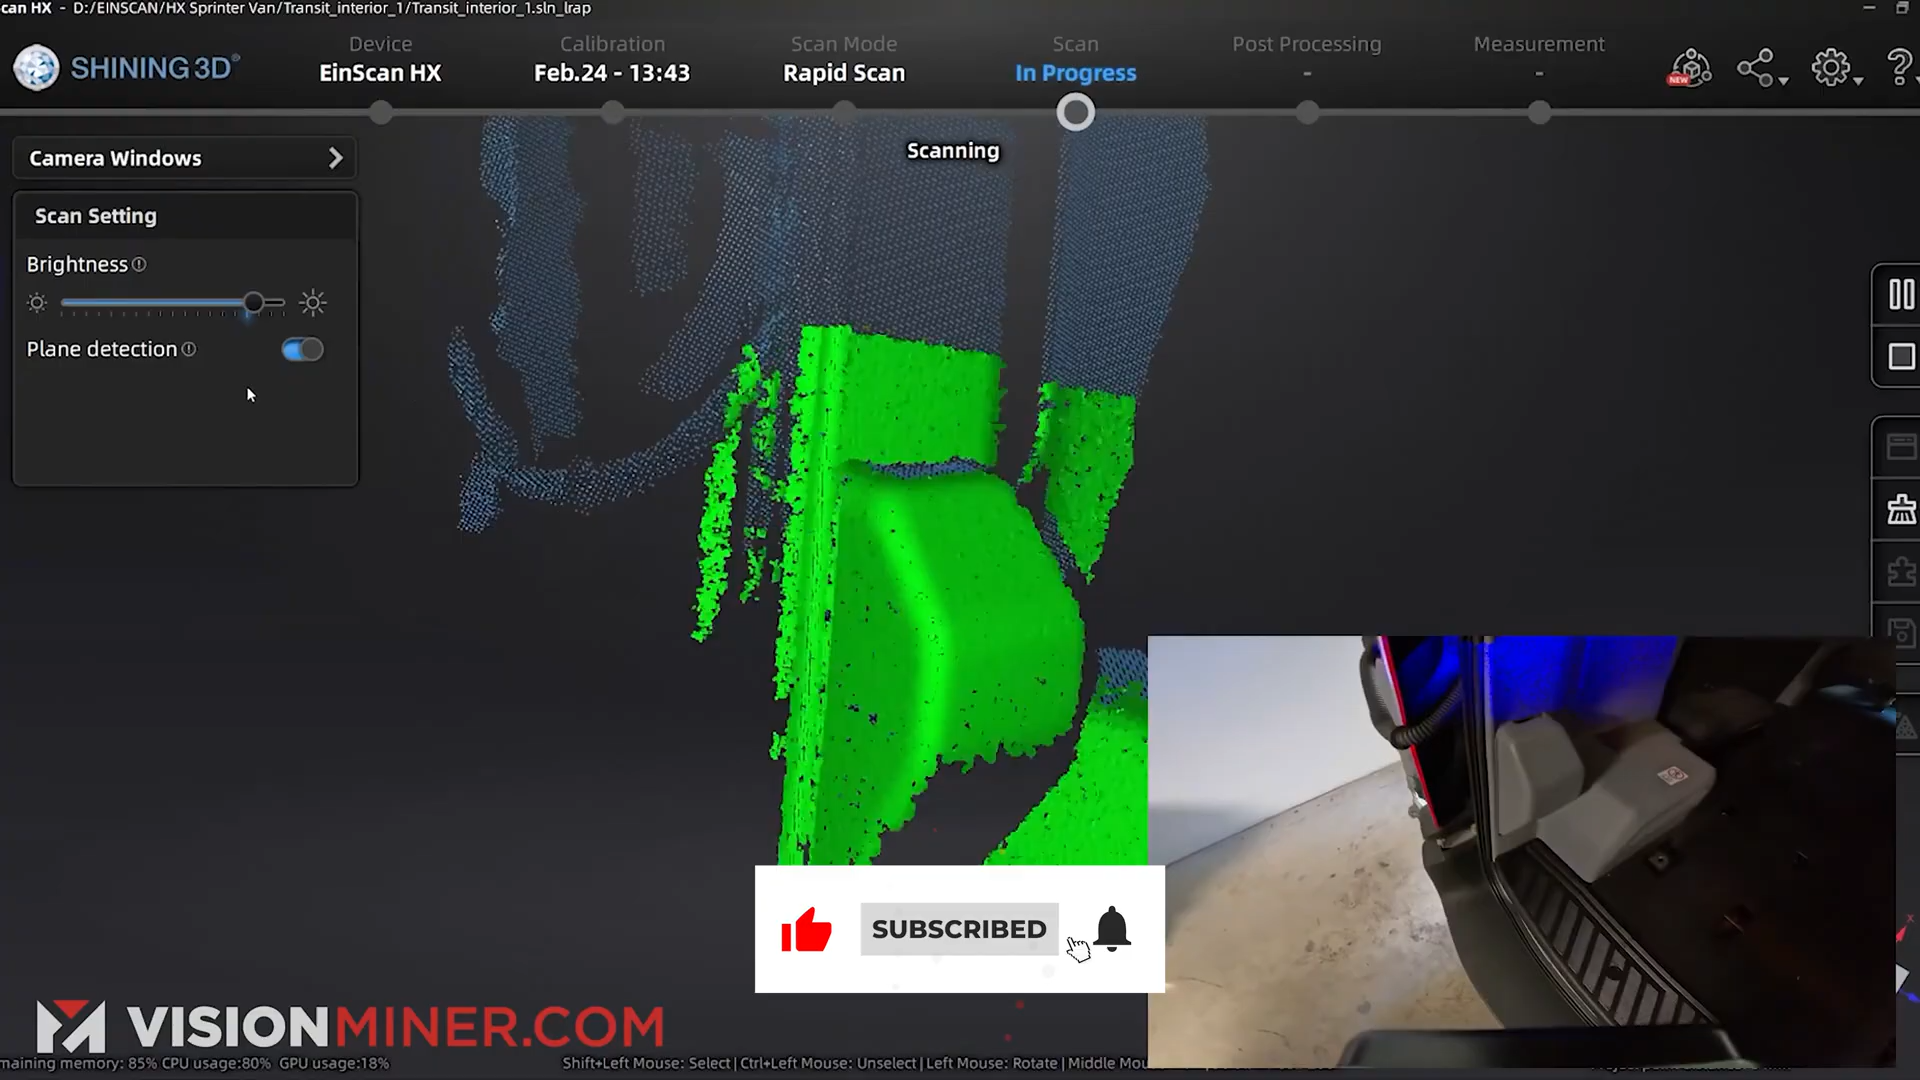 can HX - D:/EINSCAN/HX Sprinter Van/Transit_interior_1/Transit_interior_1.sln_lrap
SHINING 3D®
Device
EinScan HX
Calibration
Feb.24 - 13:43
Scan Mode
Rapid Scan
Scan
In Progress
Post Processing
-
Measurement
-
NEW
Camera Windows
Scanning
Scan Setting
Brightness
Plane detection
SUBSCRIBED
VISIONMINER.COM
maining memory: 85% CPU usage:80% GPU usage:18%
Shift+Left Mouse: Select | Ctrl+Left Mouse: Unselect | Left Mouse: Rotate | Middle Mou
x